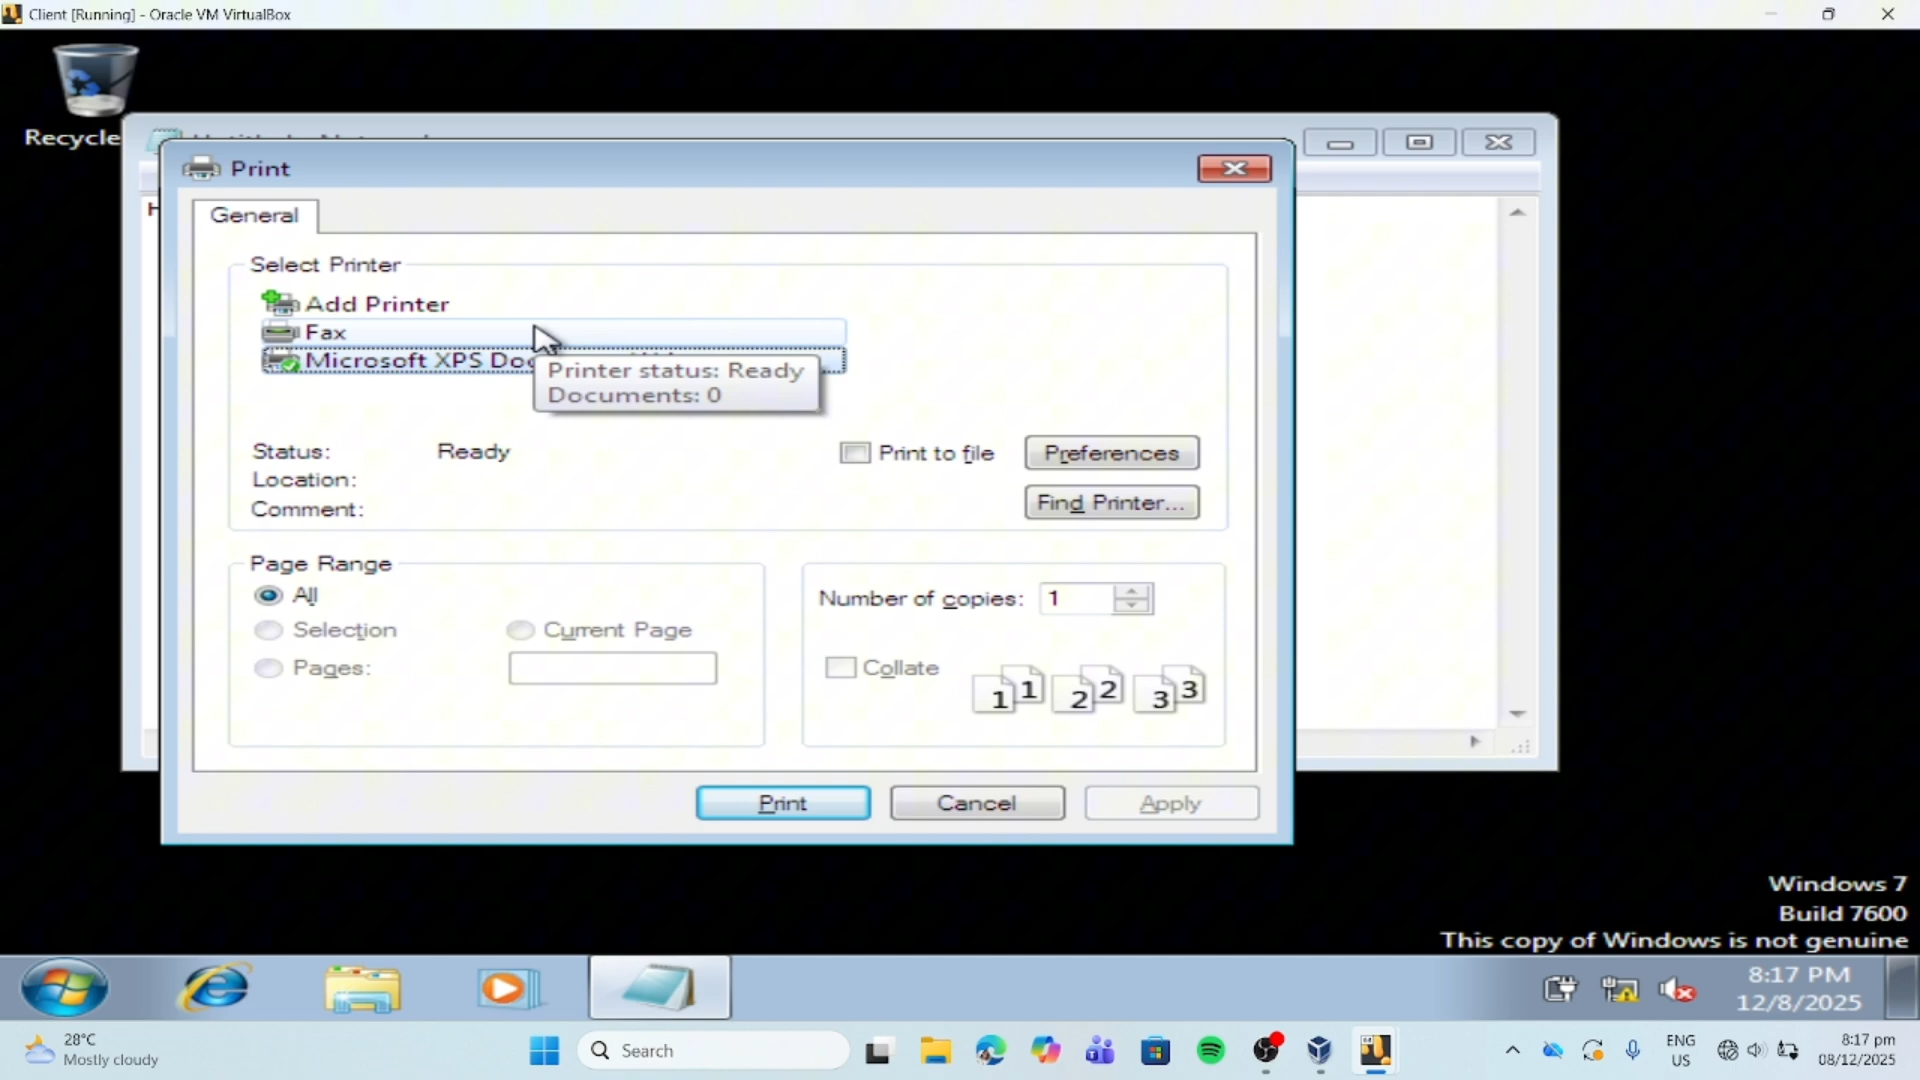 Client [Running] - Oracle VM VirtualBox
Recycle
Print
General
Select Printer
Add Printer
Fax
Microsoft XPS Doc
Printer status: Ready
Documents: 0
Status: Ready
Print to file
Preferences
Location:
Comment:
Find Printer...
Page Range
All
Selection
Current Page
Pages:
Number of copies: 1
Collate
1 1 2 2 3 3
Print
Cancel
Apply
Windows 7
Build 7600
This copy of Windows is not genuine
8:17 PM
12/8/2025
28°C
Mostly cloudy
Search
ENG
US
8:17 pm
08/12/2025